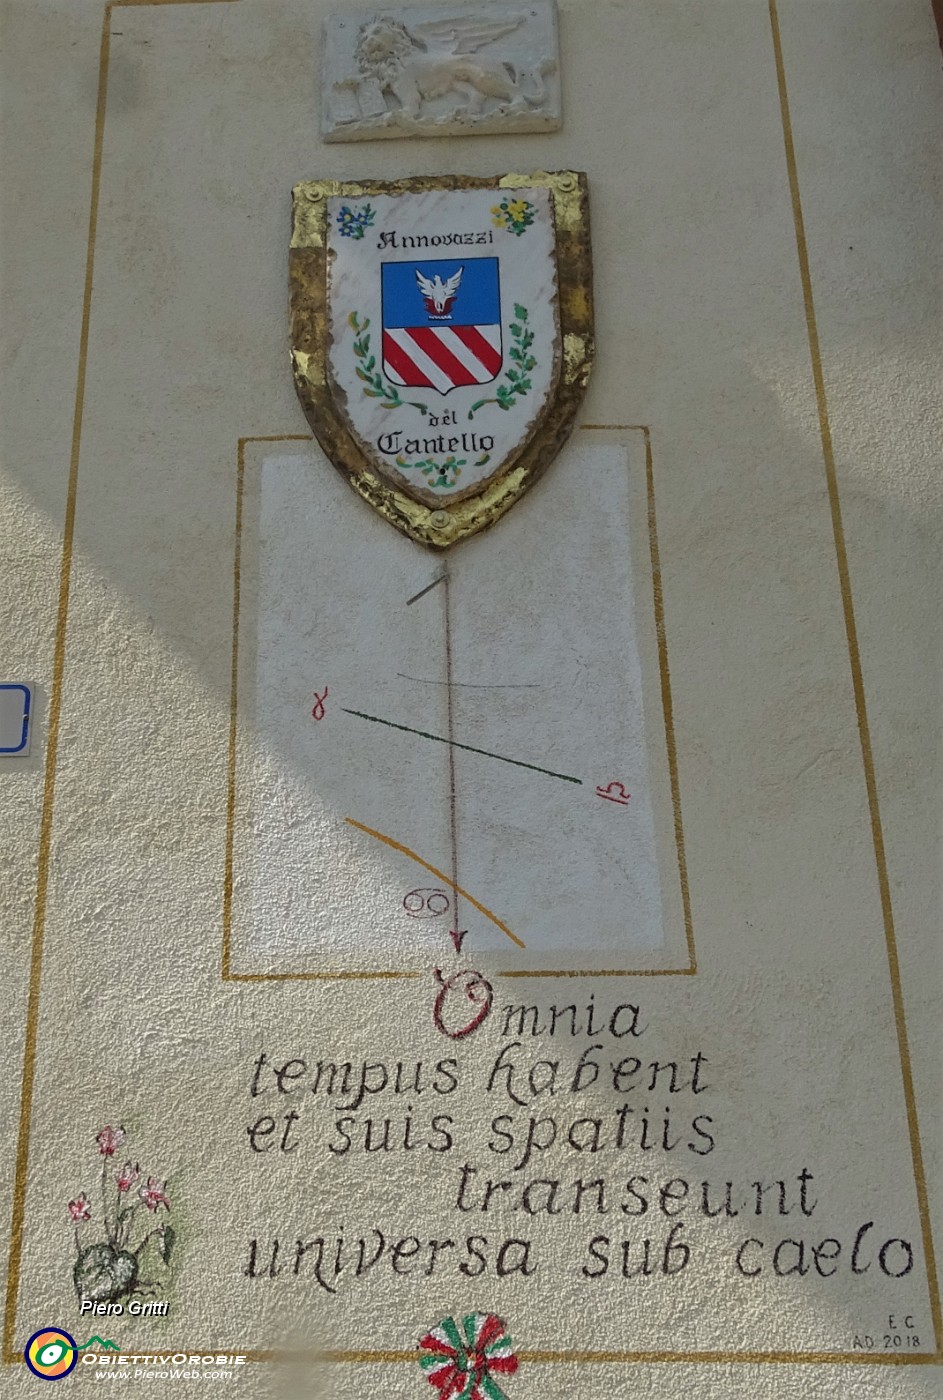 Annovazzi
del
Cantello
♉
♎
♋
Omnia
tempus habent
et suis spatiis
transeunt
universa sub caelo
E C
A.D. 2018
Piero Gritti
OBIETTIVOROBIE
www.PieroWeb.com